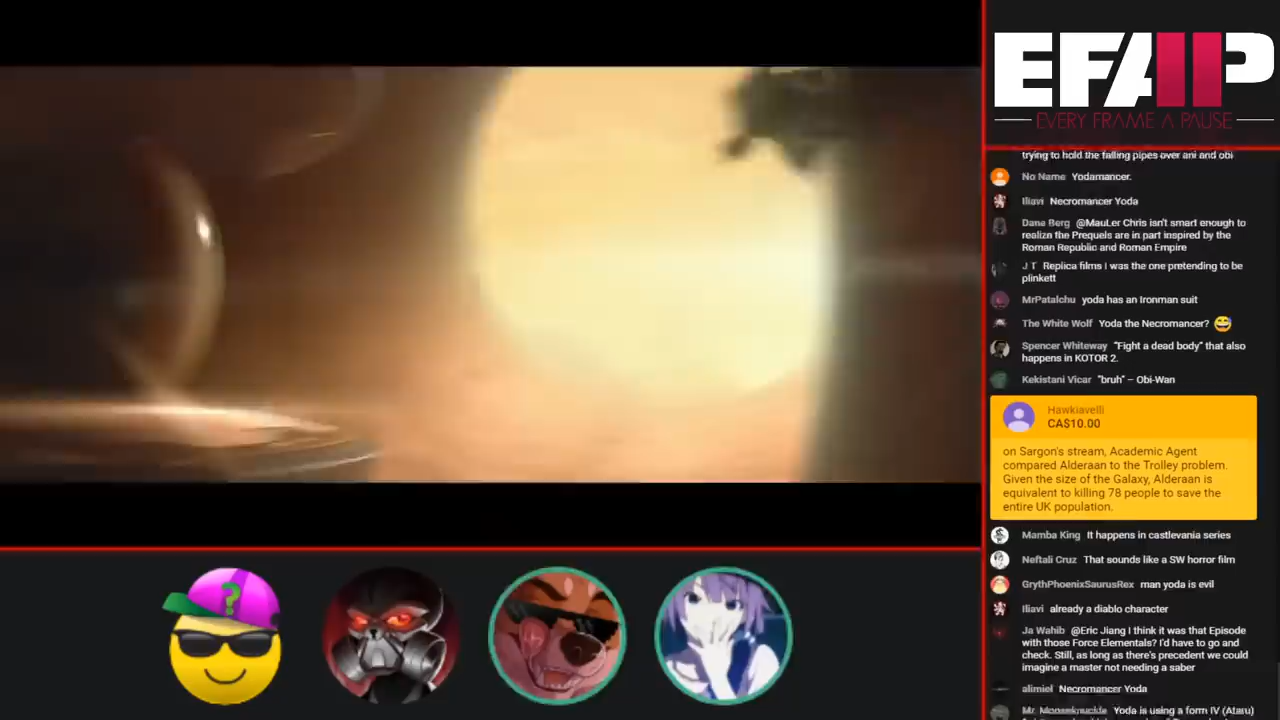 EFAP
EVERY FRAME A PAUSE
trying to hold the falling pipes over ani and obi
No Name Yodamancer.
Iliavi Necromancer Yoda
Dana Berg @MauLer Chris isn't smart enough to
realize the Prequels are in part inspired by the
Roman Republic and Roman Empire
J T Replica films I was the one pretending to be
plinkett
MrPatalchu yoda has an Ironman suit
The White Wolf Yoda the Necromancer? 😅
Spencer Whiteway "Fight a dead body" that also
happens in KOTOR 2.
Kekistani Vicar "bruh" – Obi-Wan
Hawkiavelli
CA$10.00
on Sargon's stream, Academic Agent
compared Alderaan to the Trolley problem.
Given the size of the Galaxy, Alderaan is
equivalent to killing 78 people to save the
entire UK population.
Mamba King It happens in castlevania series
Neftali Cruz That sounds like a SW horror film
GrythPhoenixSaurusRex man yoda is evil
Iliavi already a diablo character
Ja Wahib @Eric Jiang I think it was that Episode
with those Force Elementals? I'd have to go and
check. Still, as long as there's precedent we could
imagine a master not needing a saber
alimiel Necromancer Yoda
Mr. Yoda is using a form IV (Ataru)
?